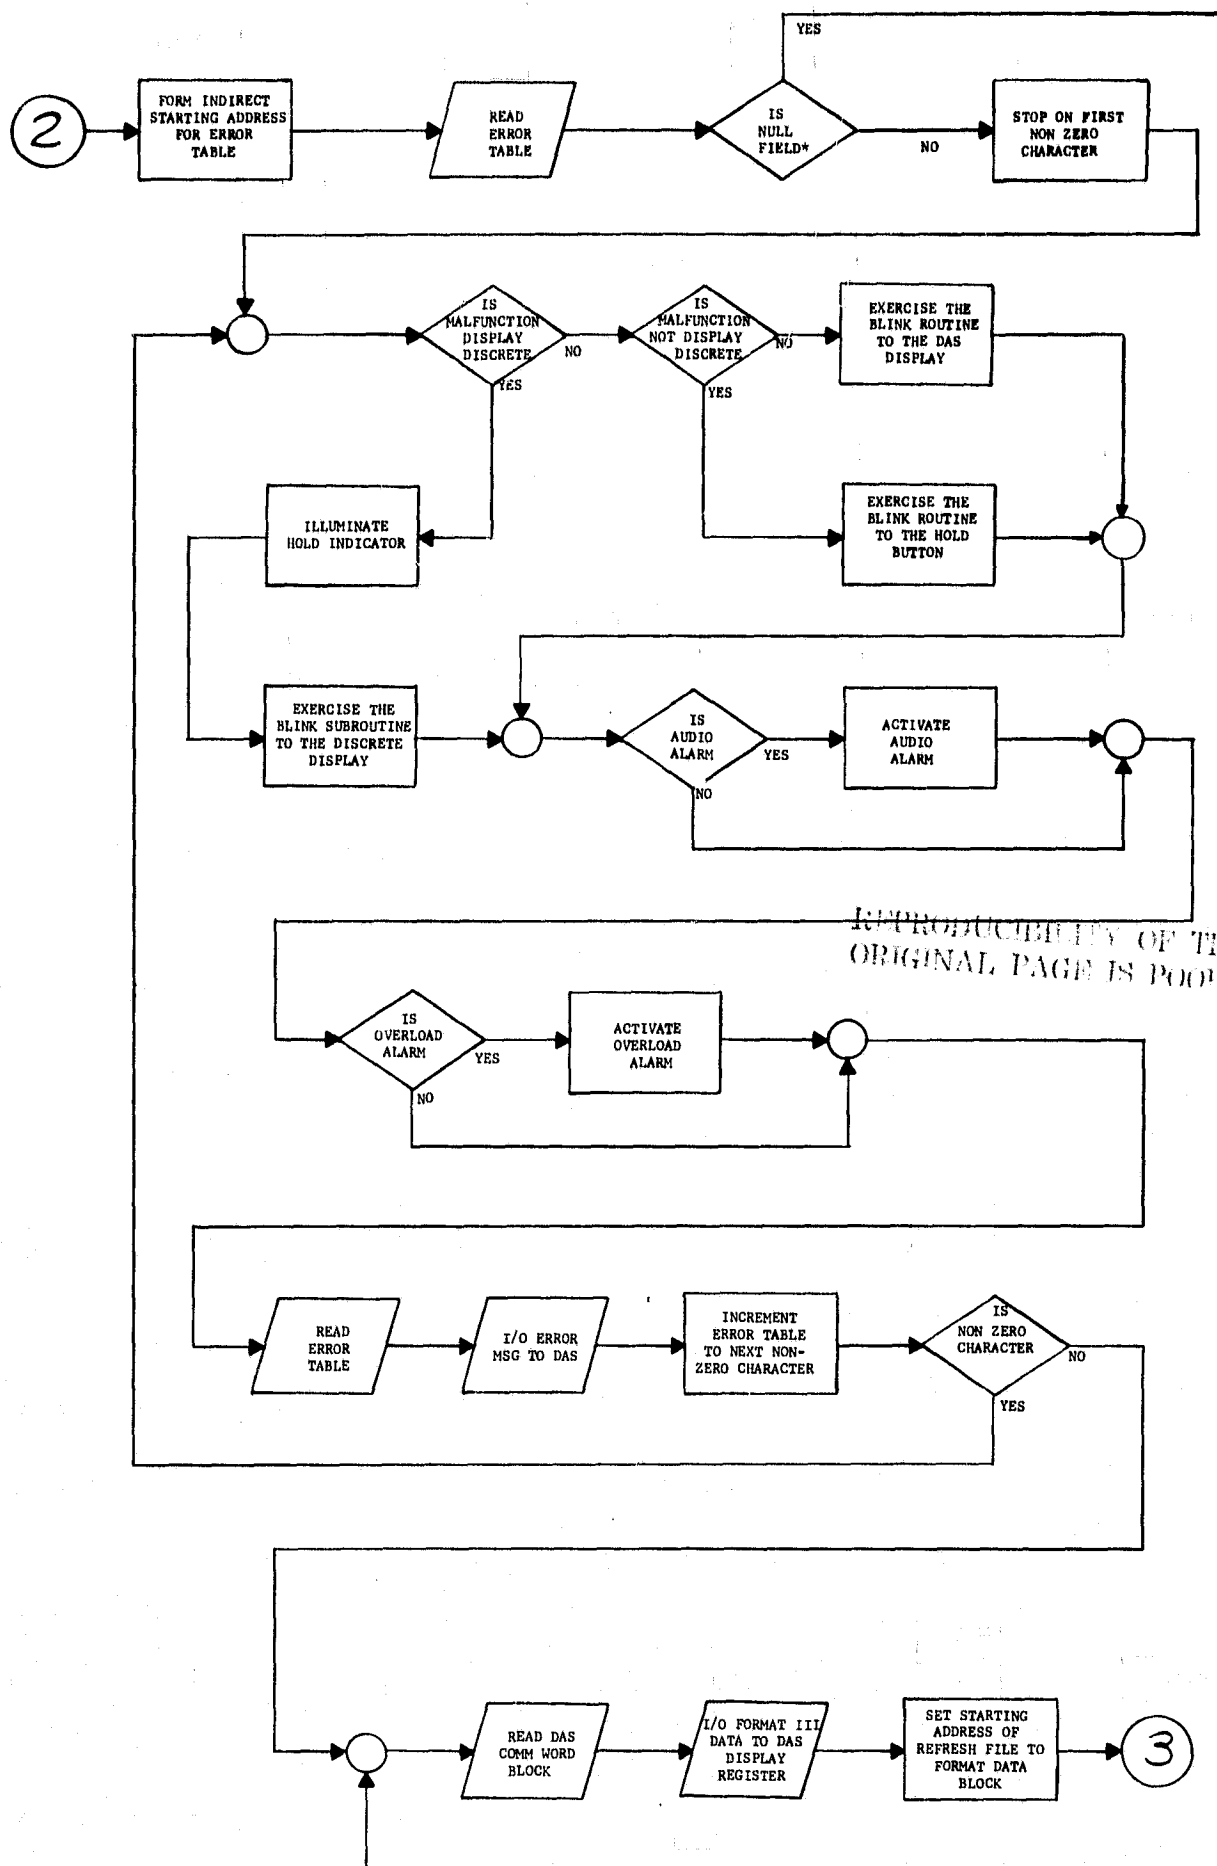 YES
2
FORM INDIRECT
STARTING ADDRESS
FOR ERROR
TABLE
READ
ERROR
TABLE
IS
NULL
FIELD*
NO
STOP ON FIRST
NON ZERO
CHARACTER
IS
MALFUNCTION
DISPLAY
DISCRETE
NO
YES
IS
MALFUNCTION
NOT DISPLAY
DISCRETE
NO
YES
EXERCISE THE
BLINK ROUTINE
TO THE DAS
DISPLAY
ILLUMINATE
HOLD INDICATOR
EXERCISE THE
BLINK ROUTINE
TO THE HOLD
BUTTON
EXERCISE THE
BLINK SUBROUTINE
TO THE DISCRETE
DISPLAY
IS
AUDIO
ALARM
YES
NO
ACTIVATE
AUDIO
ALARM
REPRODUCIBILITY OF
ORIGINAL PAGE IS POOR
IS
OVERLOAD
ALARM
YES
NO
ACTIVATE
OVERLOAD
ALARM
READ
ERROR
TABLE
I/O ERROR
MSG TO DAS
INCREMENT
ERROR TABLE
TO NEXT NON-
ZERO CHARACTER
IS
NON ZERO
CHARACTER
NO
YES
READ DAS
COMM WORD
BLOCK
I/O FORMAT III
DATA TO DAS
DISPLAY
REGISTER
SET STARTING
ADDRESS OF
REFRESH FILE TO
FORMAT DATA
BLOCK
3